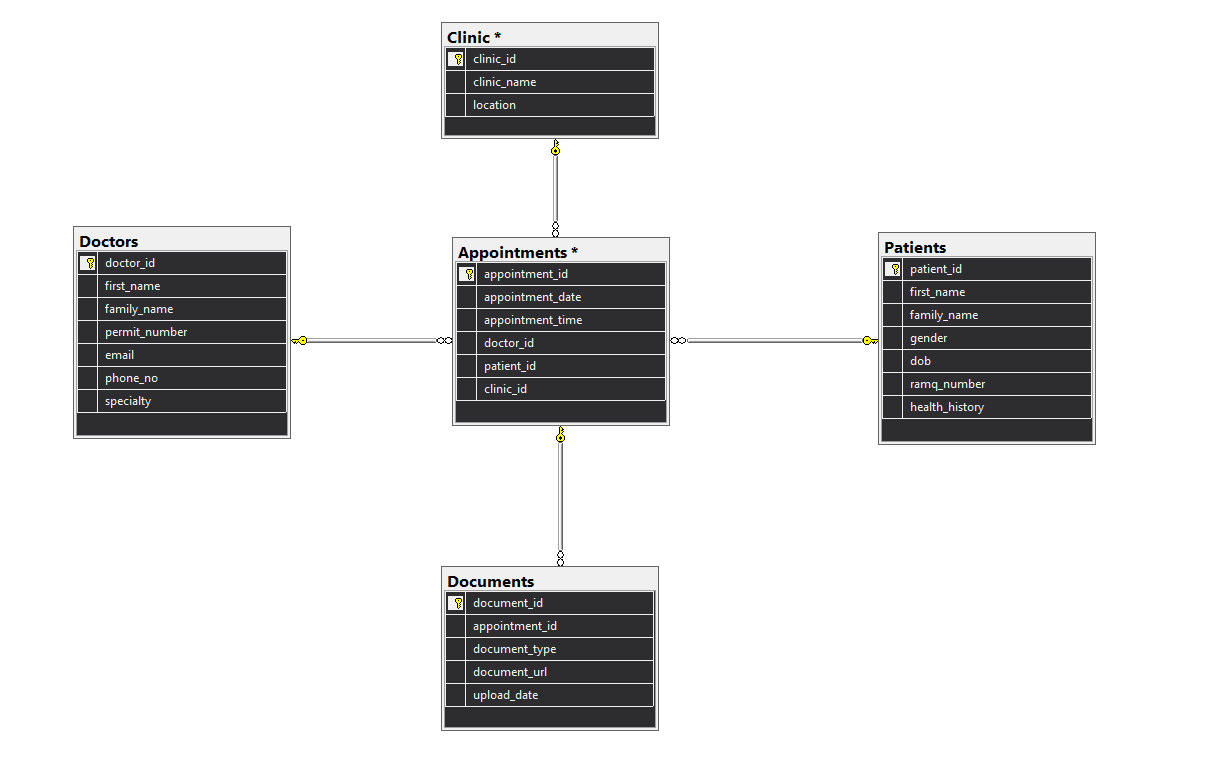 Clinic *
clinic_id
clinic_name
location
Doctors
doctor_id
first_name
family_name
permit_number
email
phone_no
specialty
Appointments *
appointment_id
appointment_date
appointment_time
doctor_id
patient_id
clinic_id
Patients
patient_id
first_name
family_name
gender
dob
ramq_number
health_history
Documents
document_id
appointment_id
document_type
document_url
upload_date